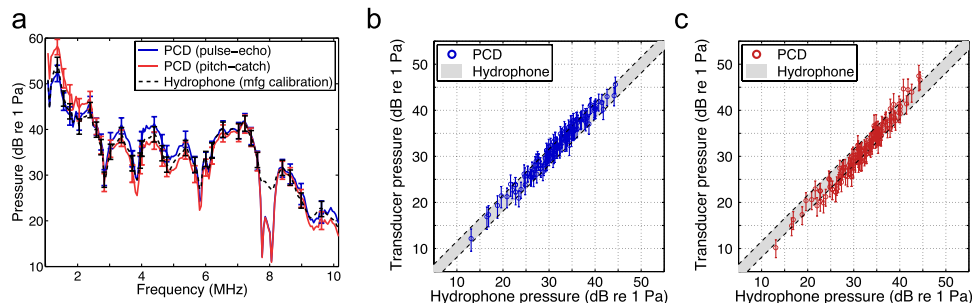 a
PCD (pulse-echo)
PCD (pitch-catch)
Hydrophone (mfg calibration)
Pressure (dB re 1 Pa)
60
50
40
30
20
10
2
4
6
8
10
Frequency (MHz)
b
PCD
Hydrophone
Transducer pressure (dB re 1 Pa)
50
40
30
20
10
10
20
30
40
50
Hydrophone pressure (dB re 1 Pa)
c
PCD
Hydrophone
Transducer pressure (dB re 1 Pa)
50
40
30
20
10
10
20
30
40
50
Hydrophone pressure (dB re 1 Pa)